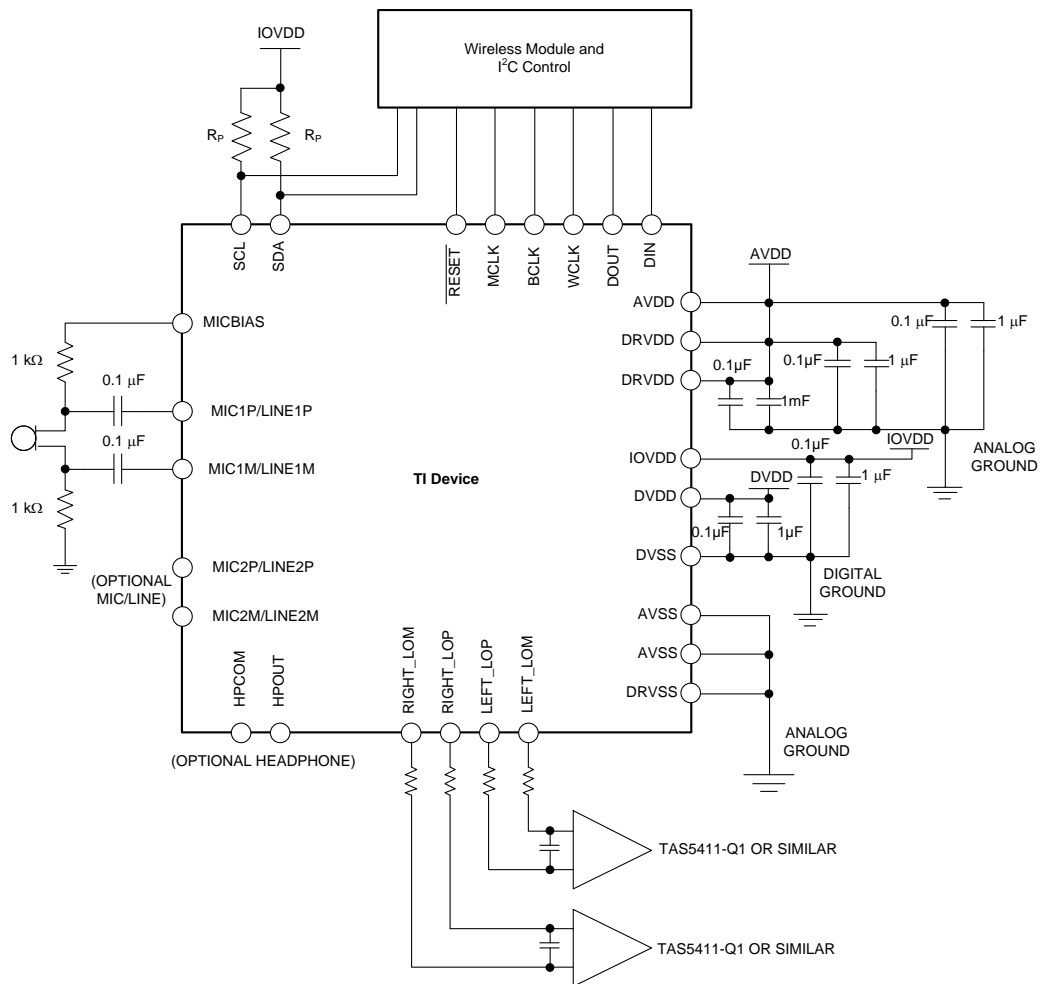 IOVDD
Wireless Module and
I²C Control
R_P
R_P
SCL
SDA
RESET
MCLK
BCLK
WCLK
DOUT
DIN
AVDD
AVDD
0.1 μF
1 μF
MICBIAS
DRVDD
1 kΩ
0.1μF
1 μF
0.1 μF
DRVDD
0.1μF
1mF
MIC1P/LINE1P
IOVDD
ANALOG
GROUND
0.1 μF
0.1μF
IOVDD
MIC1M/LINE1M
TI Device
1 μF
DVDD
DVDD
1 kΩ
0.1μF
1μF
DVSS
MIC2P/LINE2P
(OPTIONAL
MIC/LINE)
DIGITAL
GROUND
MIC2M/LINE2M
AVSS
AVSS
DRVSS
HPCOM
HPOUT
RIGHT_LOM
RIGHT_LOP
LEFT_LOP
LEFT_LOM
ANALOG
GROUND
(OPTIONAL HEADPHONE)
TAS5411-Q1 OR SIMILAR
TAS5411-Q1 OR SIMILAR